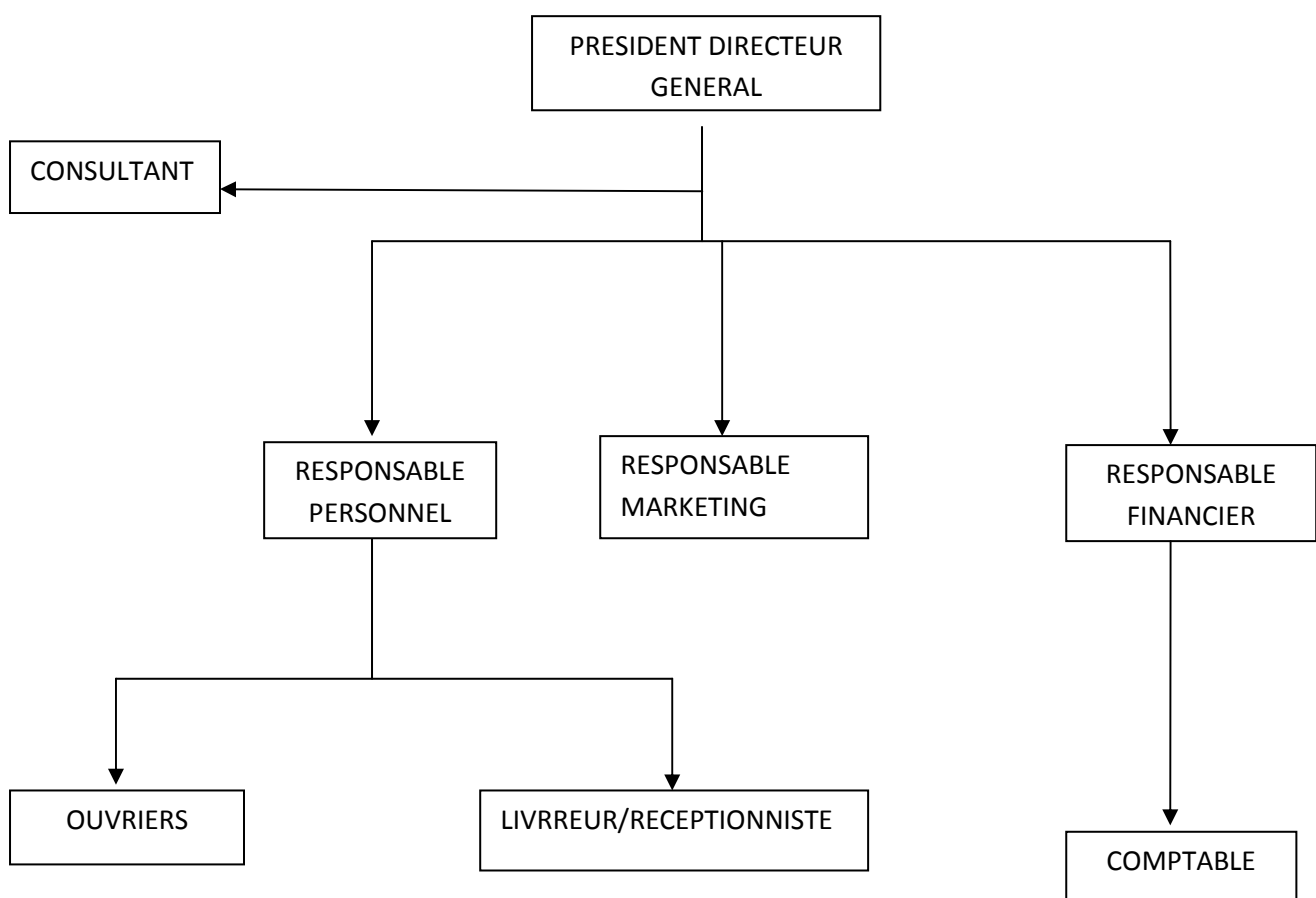 PRESIDENT DIRECTEUR
GENERAL
CONSULTANT
RESPONSABLE
PERSONNEL
RESPONSABLE
MARKETING
RESPONSABLE
FINANCIER
OUVRIERS
LIVRREUR/RECEPTIONNISTE
COMPTABLE